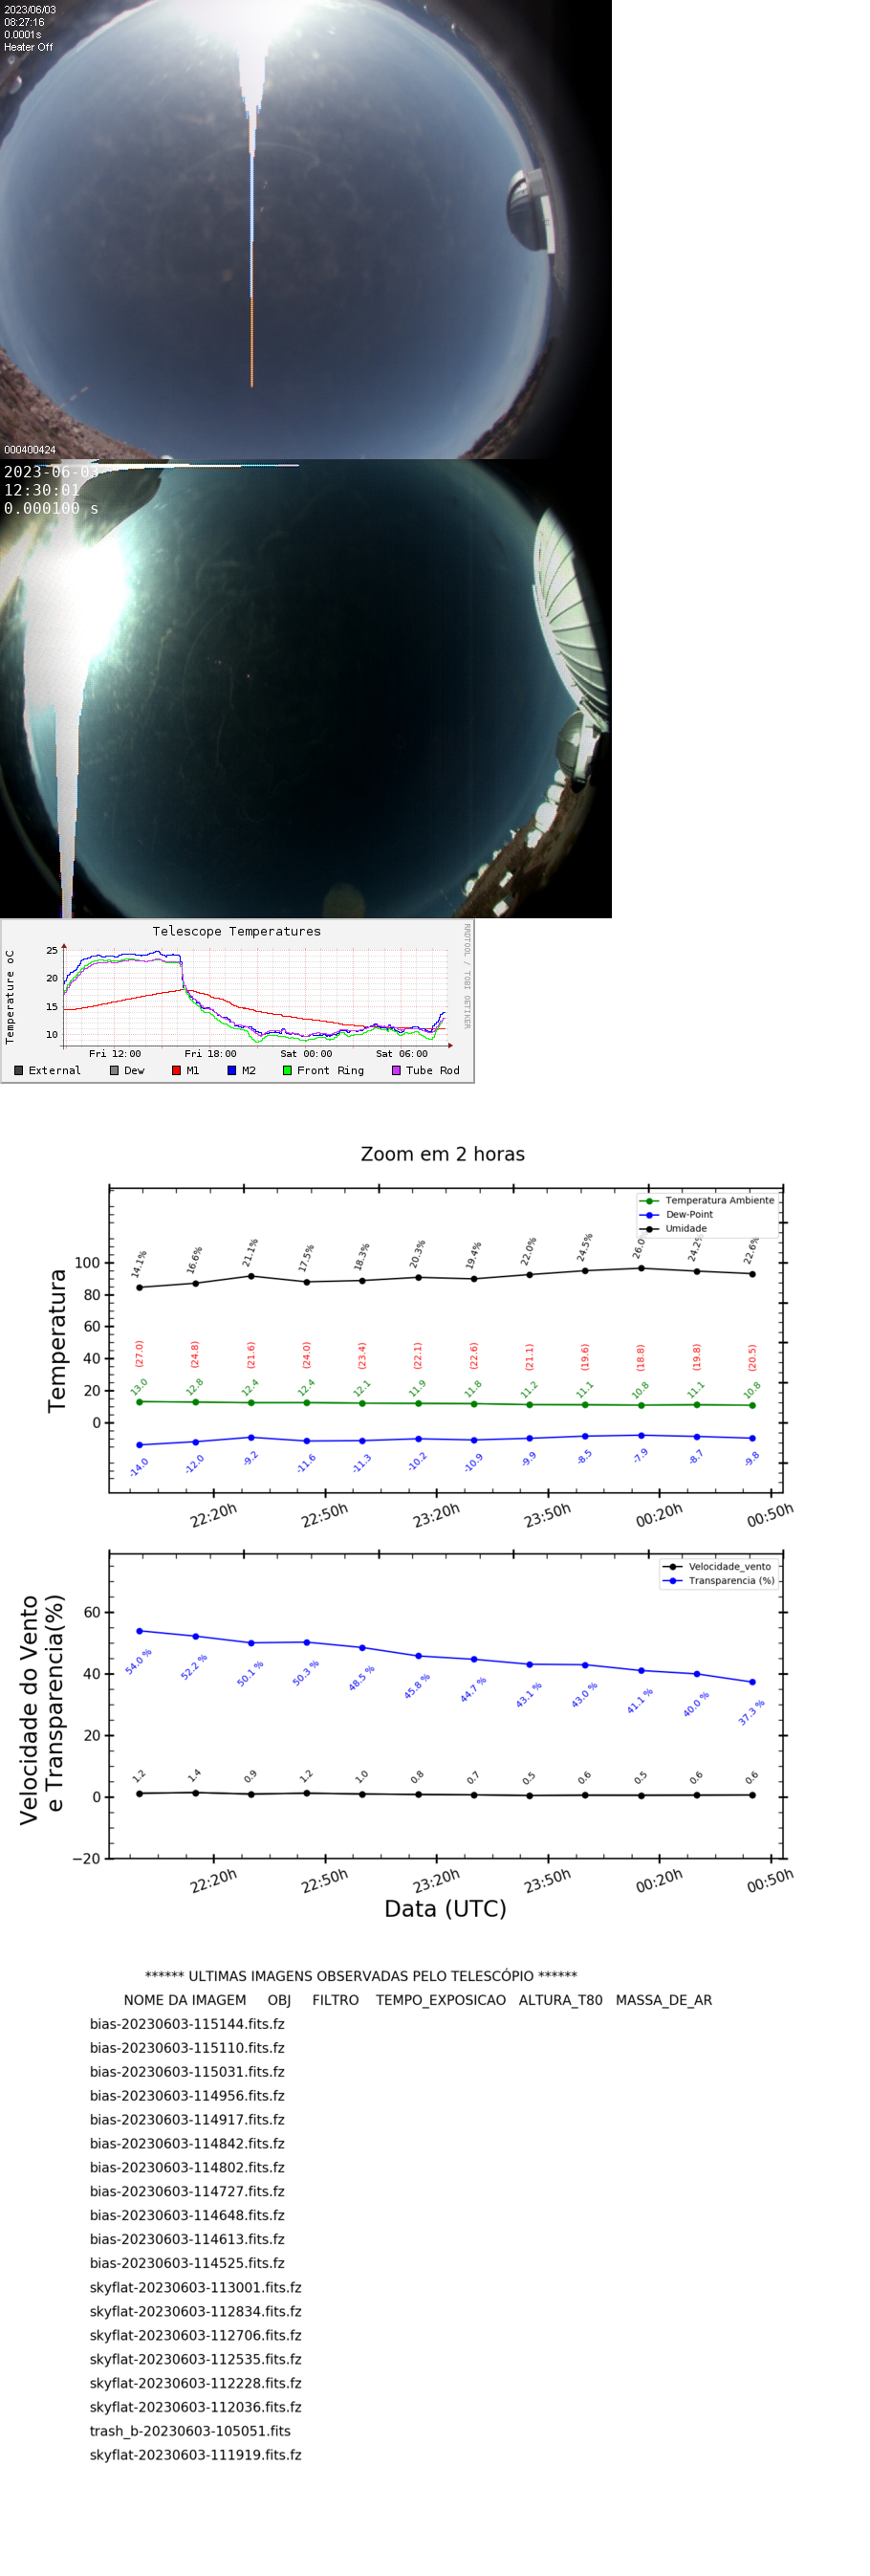 2023/06/03
08:27:16
0.0001s
Heater Off
000400424
2023-06-03
12:30:01
0.000100 s
Telescope Temperatures
RRDTOOL / TOBI OETIKER
Temperature oC
25
20
15
10
Fri 12:00 Fri 18:00 Sat 00:00 Sat 06:00
External Dew M1 M2 Front Ring Tube Rod
Zoom em 2 horas
Temperatura Ambiente
Dew-Point
Umidade
Temperatura
100
80
60
40
20
0
14.1% 16.6% 21.1% 17.5% 18.3% 20.3% 19.4% 22.0% 24.5% 26.0 24.2% 22.6%
(27.0) (24.8) (21.6) (24.0) (23.4) (22.1) (22.6) (21.1) (19.6) (18.8) (19.8) (20.5)
13.0 12.8 12.4 12.4 12.1 11.9 11.8 11.2 11.1 10.8 11.1 10.8
-14.0 -12.0 -9.2 -11.6 -11.3 -10.2 -10.9 -9.9 -8.5 -7.9 -8.7 -9.8
22:20h 22:50h 23:20h 23:50h 00:20h 00:50h
Velocidade_vento
Transparencia (%)
Velocidade do Vento
e Transparencia(%)
60
40
20
0
−20
54.0 % 52.2 % 50.1 % 50.3 % 48.5 % 45.8 % 44.7 % 43.1 % 43.0 % 41.1 % 40.0 % 37.3 %
1.2 1.4 0.9 1.2 1.0 0.8 0.7 0.5 0.6 0.5 0.6 0.6
22:20h 22:50h 23:20h 23:50h 00:20h 00:50h
Data (UTC)
****** ULTIMAS IMAGENS OBSERVADAS PELO TELESCÓPIO ******
NOME DA IMAGEM OBJ FILTRO TEMPO_EXPOSICAO ALTURA_T80 MASSA_DE_AR
bias-20230603-115144.fits.fz
bias-20230603-115110.fits.fz
bias-20230603-115031.fits.fz
bias-20230603-114956.fits.fz
bias-20230603-114917.fits.fz
bias-20230603-114842.fits.fz
bias-20230603-114802.fits.fz
bias-20230603-114727.fits.fz
bias-20230603-114648.fits.fz
bias-20230603-114613.fits.fz
bias-20230603-114525.fits.fz
skyflat-20230603-113001.fits.fz
skyflat-20230603-112834.fits.fz
skyflat-20230603-112706.fits.fz
skyflat-20230603-112535.fits.fz
skyflat-20230603-112228.fits.fz
skyflat-20230603-112036.fits.fz
trash_b-20230603-105051.fits
skyflat-20230603-111919.fits.fz